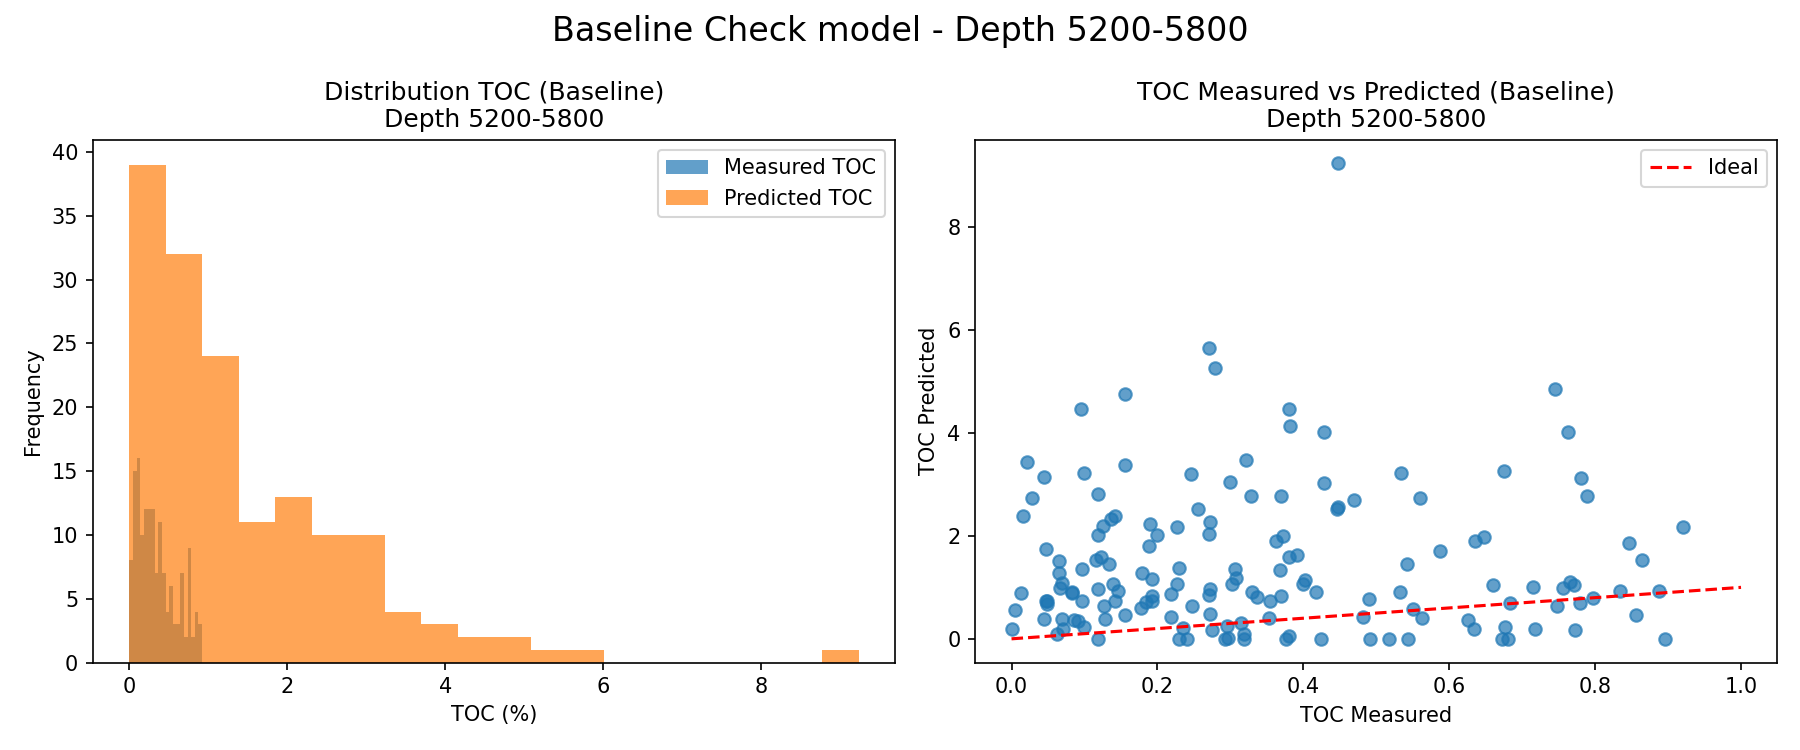 Baseline Check model - Depth 5200-5800
Distribution TOC (Baseline)
Depth 5200-5800
Measured TOC
Predicted TOC
Frequency
40
35
30
25
20
15
10
5
0
0 2 4 6 8
TOC (%)
TOC Measured vs Predicted (Baseline)
Depth 5200-5800
Ideal
TOC Predicted
8
6
4
2
0
0.0 0.2 0.4 0.6 0.8 1.0
TOC Measured